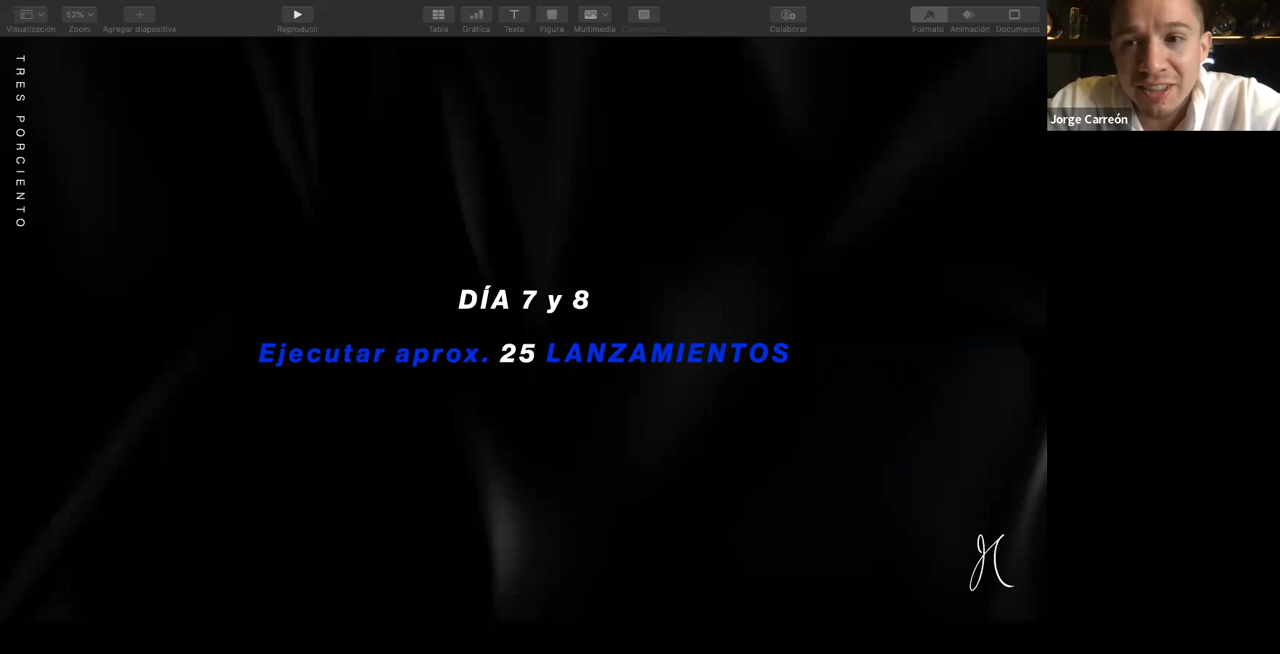 Visualización
52%
Zoom
Agregar diapositiva
Reproducir
Tabla
Gráfica
Texto
Figura
Multimedia
Comentario
Colaborar
Formato
Animación
Documento
TRES PORCIENTO
Jorge Carreón
DÍA 7 y 8
Ejecutar aprox. 25 LANZAMIENTOS